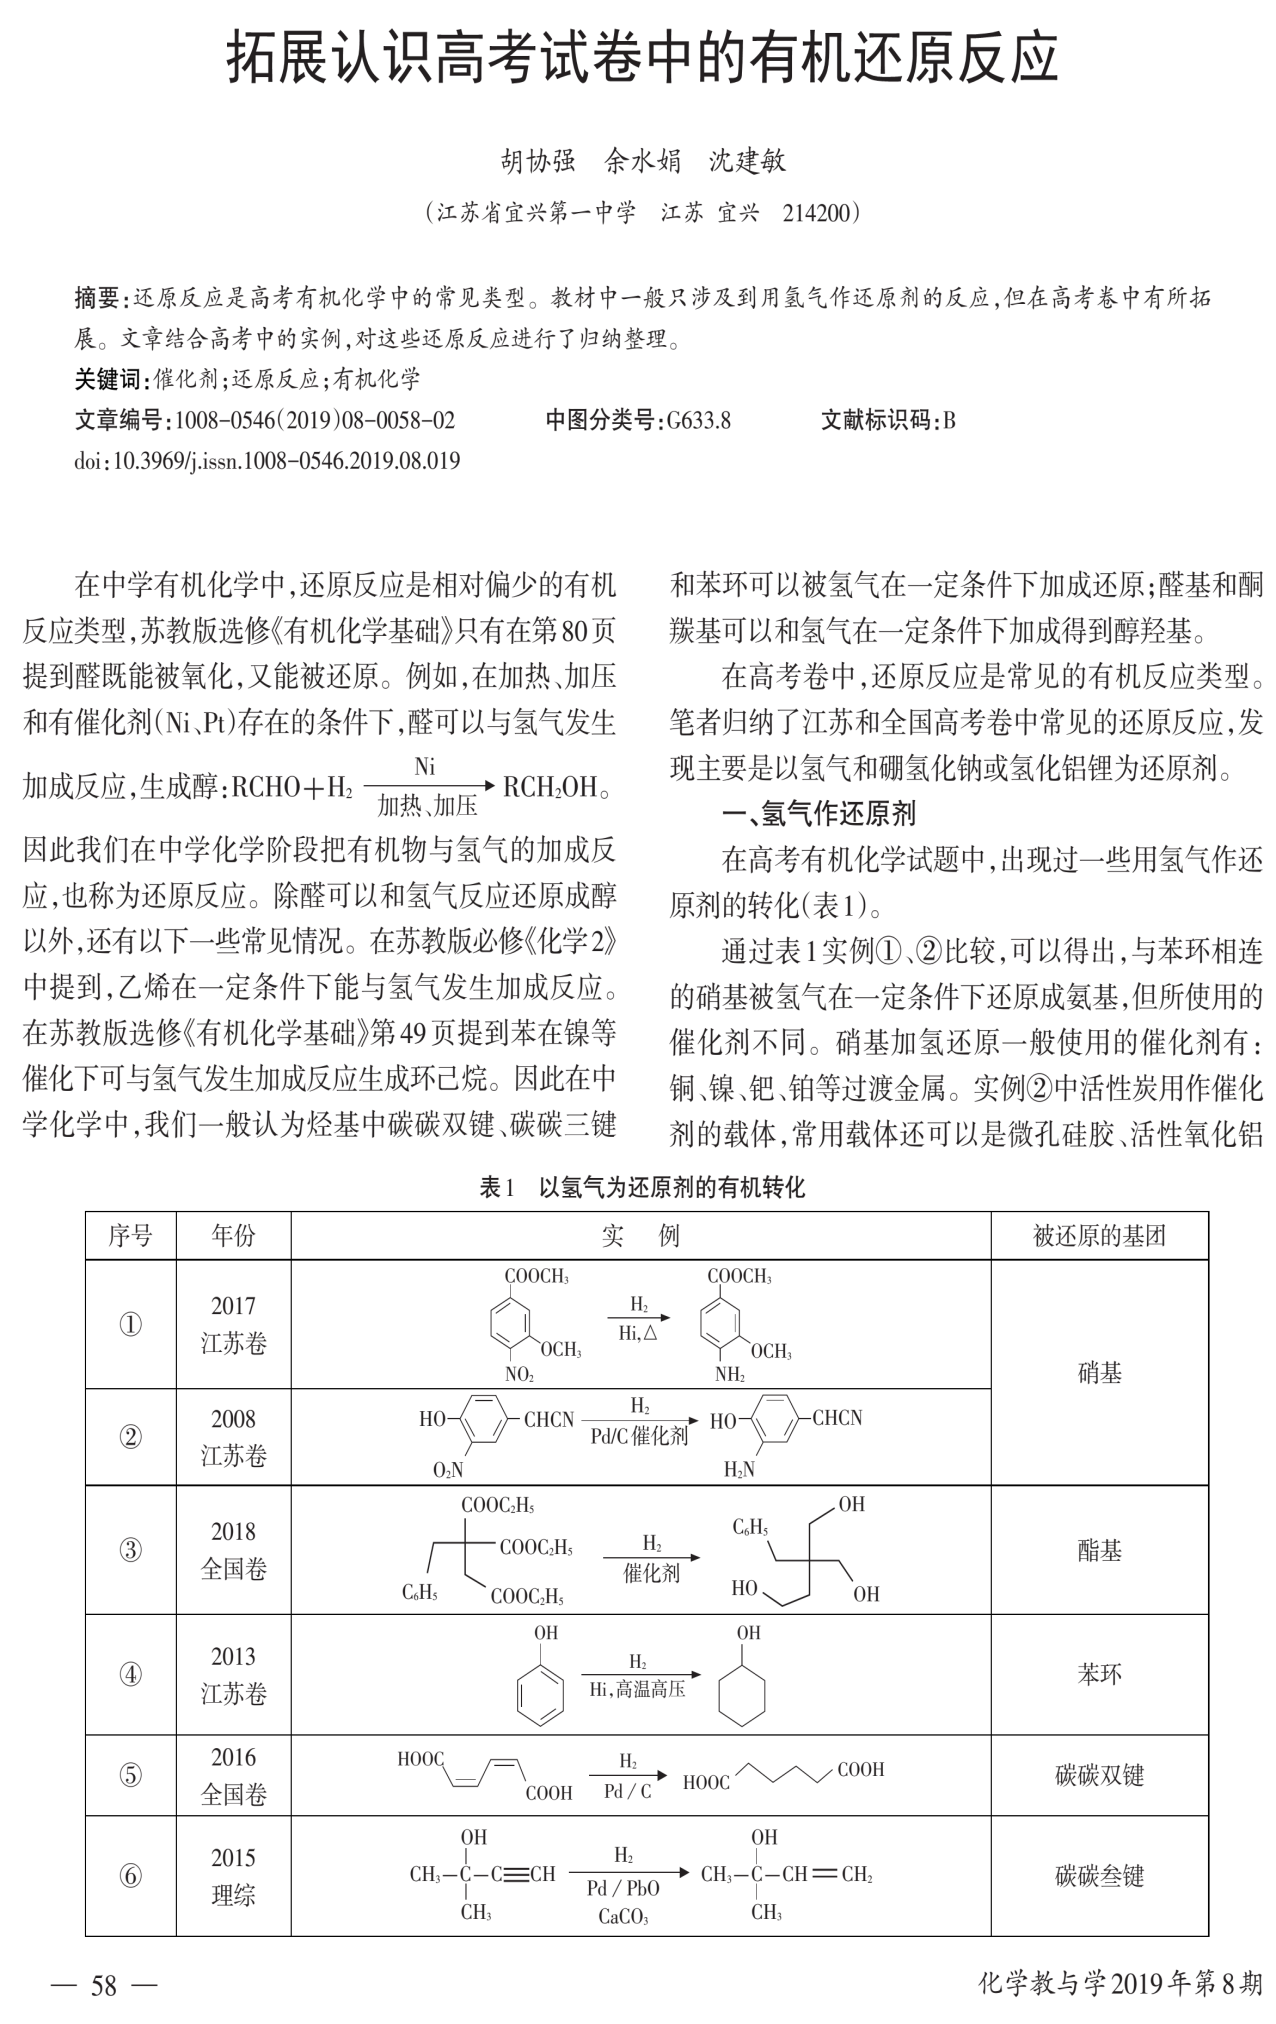 拓展认识高考试卷中的有机还原反应
胡协强 余水娟 沈建敏
(江苏省宜兴第一中学 江苏 宜兴 214200)
摘要:还原反应是高考有机化学中的常见类型。教材中一般只涉及到用氢气作还原剂的反应,但在高考卷中有所拓
展。文章结合高考中的实例,对这些还原反应进行了归纳整理。
关键词:催化剂;还原反应;有机化学
文章编号:1008-0546(2019)08-0058-02 中图分类号:G633.8 文献标识码:B
doi:10.3969/j.issn.1008-0546.2019.08.019
在中学有机化学中,还原反应是相对偏少的有机
反应类型,苏教版选修《有机化学基础》只有在第80页
提到醛既能被氧化,又能被还原。例如,在加热、加压
和有催化剂(Ni、Pt)存在的条件下,醛可以与氢气发生
加成反应,生成醇:RCHO+H₂ Ni 加热、加压 RCH₂OH。
因此我们在中学化学阶段把有机物与氢气的加成反
应,也称为还原反应。除醛可以和氢气反应还原成醇
以外,还有以下一些常见情况。在苏教版必修《化学2》
中提到,乙烯在一定条件下能与氢气发生加成反应。
在苏教版选修《有机化学基础》第49页提到苯在镍等
催化下可与氢气发生加成反应生成环己烷。因此在中
学化学中,我们一般认为烃基中碳碳双键、碳碳三键
和苯环可以被氢气在一定条件下加成还原;醛基和酮
羰基可以和氢气在一定条件下加成得到醇羟基。
在高考卷中,还原反应是常见的有机反应类型。
笔者归纳了江苏和全国高考卷中常见的还原反应,发
现主要是以氢气和硼氢化钠或氢化铝锂为还原剂。
一、氢气作还原剂
在高考有机化学试题中,出现过一些用氢气作还
原剂的转化(表1)。
通过表1实例①、②比较,可以得出,与苯环相连
的硝基被氢气在一定条件下还原成氨基,但所使用的
催化剂不同。硝基加氢还原一般使用的催化剂有:
铜、镍、钯、铂等过渡金属。实例②中活性炭用作催化
剂的载体,常用载体还可以是微孔硅胶、活性氧化铝
表1 以氢气为还原剂的有机转化
序号 年份 实 例 被还原的基团
① 2017 江苏卷 COOCH₃ OCH₃ NO₂ H₂ Hi,△ COOCH₃ OCH₃ NH₂ 硝基
② 2008 江苏卷 HO CHCN O₂N H₂ Pd/C催化剂 HO CHCN H₂N
③ 2018 全国卷 COOC₂H₅ COOC₂H₅ C₆H₅ COOC₂H₅ H₂ 催化剂 OH C₆H₅ HO OH 酯基
④ 2013 江苏卷 OH H₂ Hi,高温高压 OH 苯环
⑤ 2016 全国卷 HOOC COOH H₂ Pd / C HOOC COOH 碳碳双键
⑥ 2015 理综 OH CH₃-C-C≡CH CH₃ H₂ Pd / PbO CaCO₃ OH CH₃-C-CH=CH₂ CH₃ 碳碳叁键
— 58 — 化学教与学2019年第8期